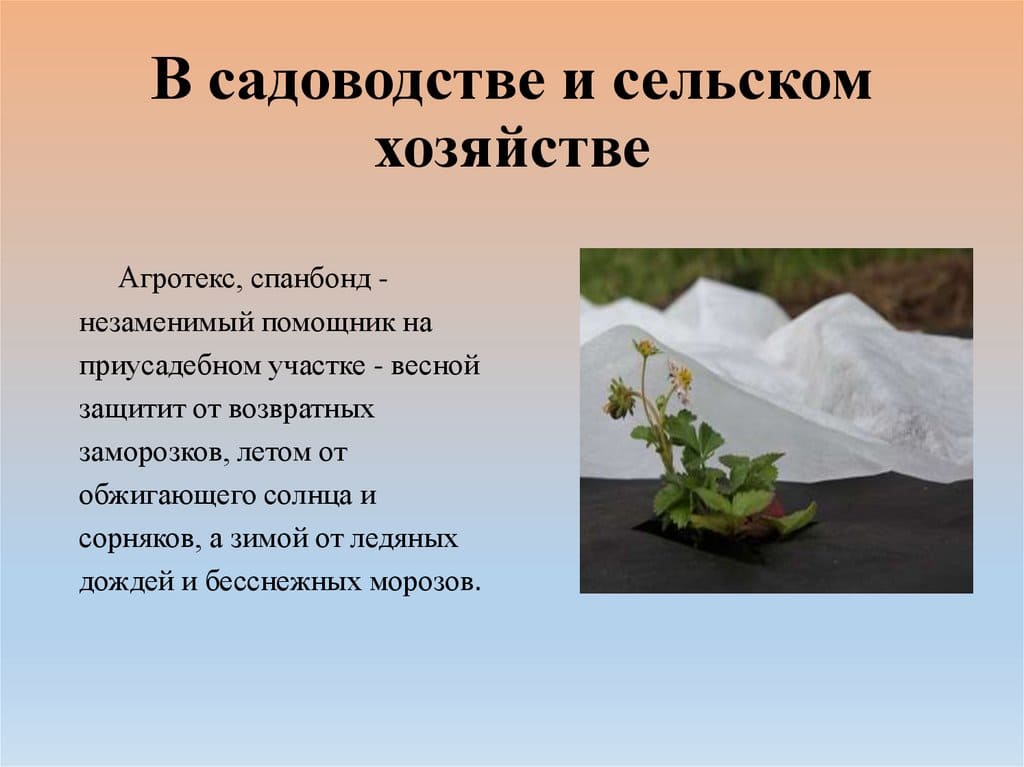 В садоводстве и сельском
хозяйстве
Агротекс, спанбонд -
незаменимый помощник на
приусадебном участке - весной
защитит от возвратных
заморозков, летом от
обжигающего солнца и
сорняков, а зимой от ледяных
дождей и бесснежных морозов.